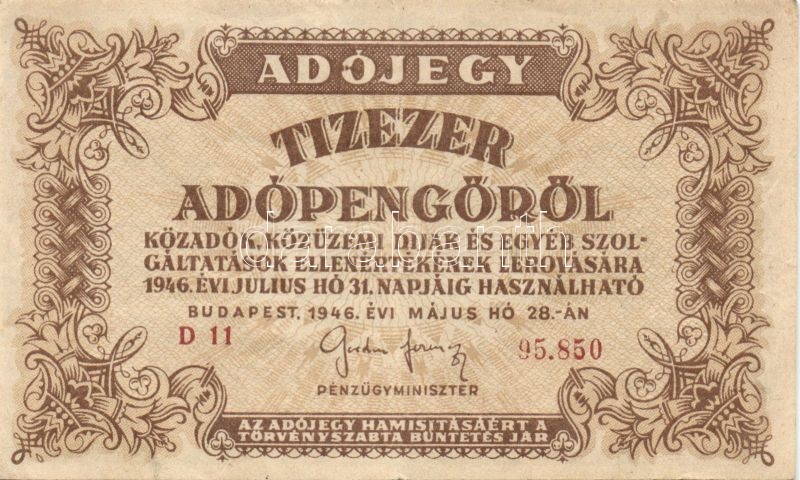 ADÓJEGY
TIZEZER
ADÓPENGŐRŐL
KÖZADÓK, KÖZÜZEMI DIJAK ÉS EGYÉB SZOL-
GÁLTATÁSOK ELLENÉRTÉKÉNEK LEROVÁSÁRA
1946. ÉVI JULIUS HÓ 31. NAPJÁIG HASZNÁLHATÓ
BUDAPEST, 1946. ÉVI MÁJUS HÓ 28.-ÁN
D 11
95.850
PÉNZÜGYMINISZTER
AZ ADÓJEGY HAMISITÁSÁÉRT A
TÖRVÉNYSZABTA BÜNTETÉS JÁR
darabanth